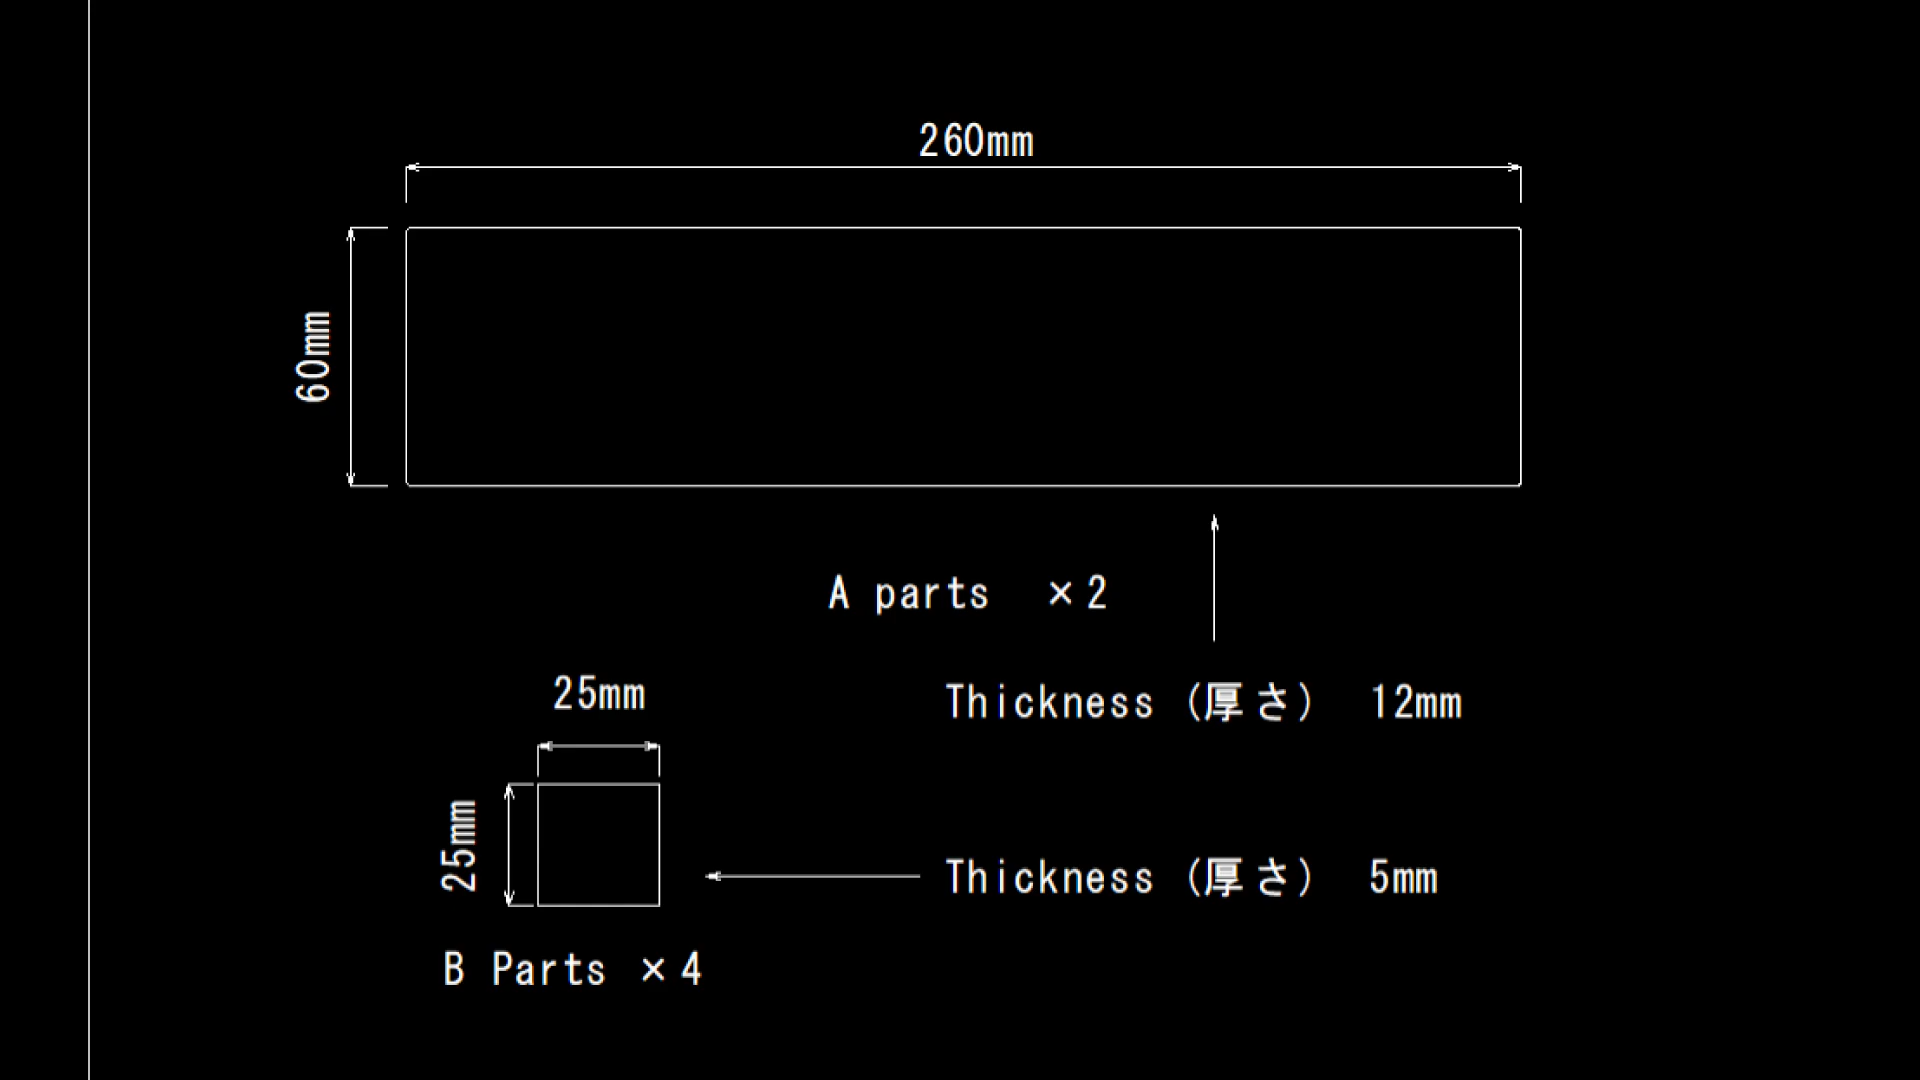 260mm
60mm
A parts ×2
Thickness (厚さ) 12mm
25mm
25mm
Thickness (厚さ) 5mm
B Parts ×4